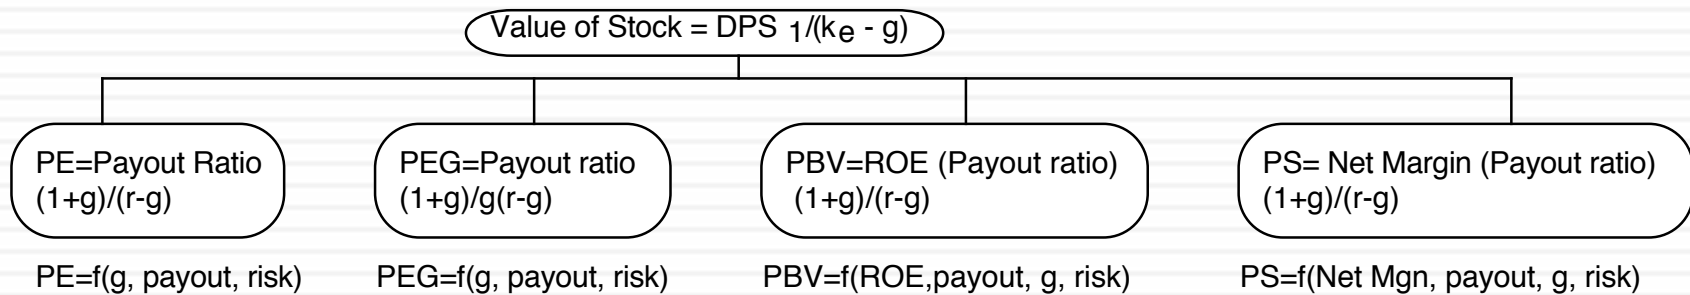 Value of Stock = DPS 1/(ke - g)
PE=Payout Ratio
(1+g)/(r-g)
PEG=Payout ratio
(1+g)/g(r-g)
PBV=ROE (Payout ratio)
(1+g)/(r-g)
PS= Net Margin (Payout ratio)
(1+g)/(r-g)
PE=f(g, payout, risk)
PEG=f(g, payout, risk)
PBV=f(ROE,payout, g, risk)
PS=f(Net Mgn, payout, g, risk)